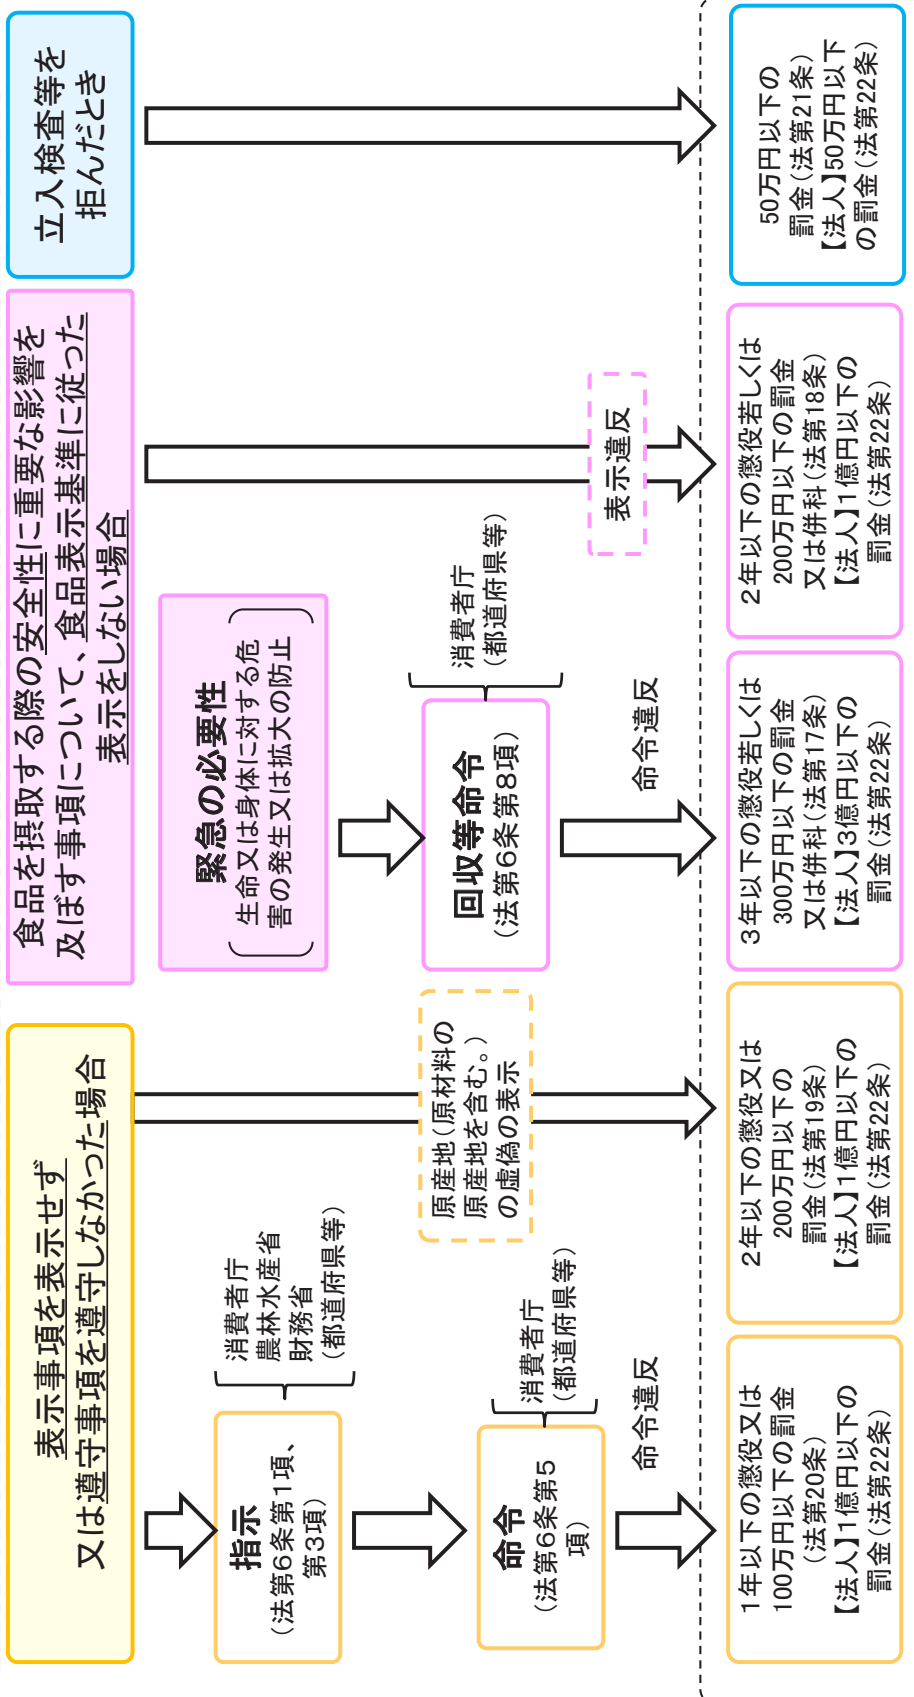 表示事項を表示せず
又は遵守事項を遵守しなかった場合
指示
（法第６条第１項、
第３項）
消費者庁
農林水産省
財務省
（都道府県等）
命令
（法第６条第５
項）
消費者庁
（都道府県等）
命令違反
原産地（原材料の
原産地を含む。）
の虚偽の表示
１年以下の懲役又は
100万円以下の罰金
（法第20条）
【法人】1億円以下の
罰金（法第22条）
２年以下の懲役又は
200万円以下の
罰金（法第19条）
【法人】1億円以下の
罰金（法第22条）
食品を摂取する際の安全性に重要な影響を
及ぼす事項について、食品表示基準に従った
表示をしない場合
緊急の必要性
生命又は身体に対する危
害の発生又は拡大の防止
回収等命令
（法第６条第８項）
消費者庁
（都道府県等）
命令違反
表示違反
３年以下の懲役若しくは
300万円以下の罰金
又は併科（法第17条）
【法人】3億円以下の
罰金（法第22条）
２年以下の懲役若しくは
200万円以下の罰金
又は併科（法第18条）
【法人】1億円以下の
罰金（法第22条）
立入検査等を
拒んだとき
50万円以下の
罰金（法第21条）
【法人】50万円以下
の罰金（法第22条）